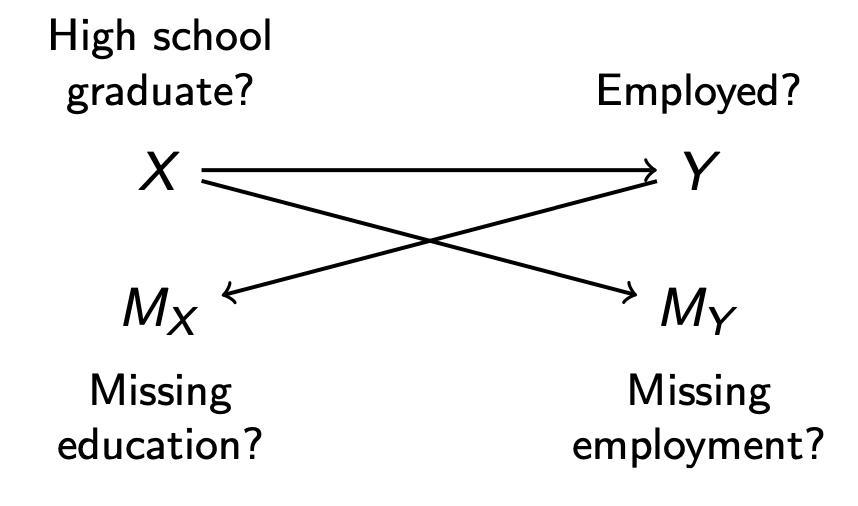 High school
graduate?
Employed?
X
Y
M_X
M_Y
Missing
education?
Missing
employment?